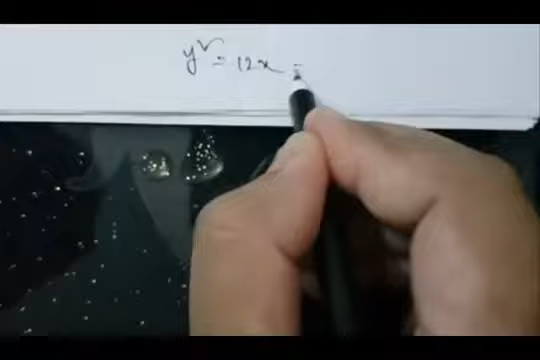 y² = 12x